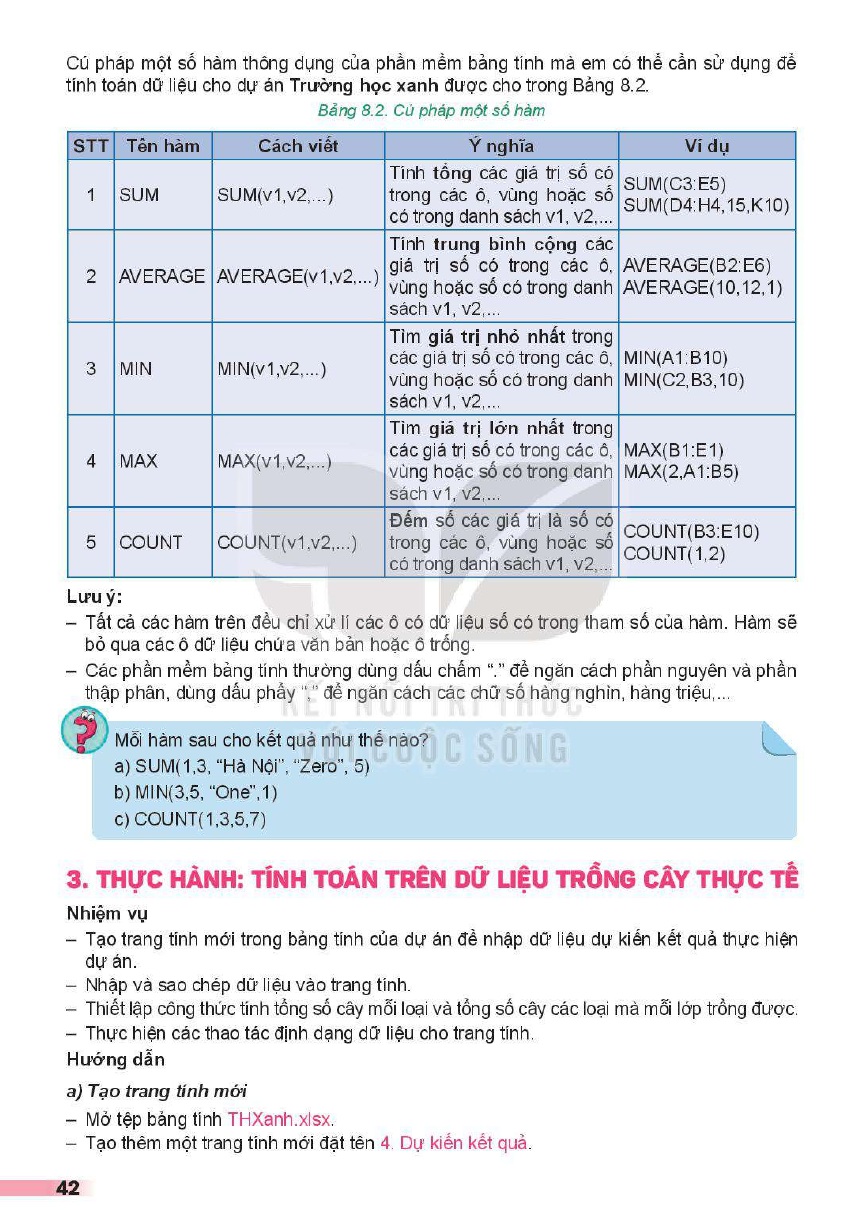 Cú pháp một số hàm thông dụng của phần mềm bảng tính mà em có thể cần sử dụng để
tính toán dữ liệu cho dự án Trường học xanh được cho trong Bảng 8.2.
Bảng 8.2. Cú pháp một số hàm
STT Tên hàm Cách viết Ý nghĩa Ví dụ
1 SUM SUM(v1,v2,...)
Tính tổng các giá trị số có
trong các ô, vùng hoặc số
có trong danh sách v1, v2,...
SUM(C3:E5)
SUM(D4:H4,15,K10)
2 AVERAGE AVERAGE(v1,v2,...)
Tính trung bình cộng các
giá trị số có trong các ô,
vùng hoặc số có trong danh
sách v1, v2,...
AVERAGE(B2:E6)
AVERAGE(10,12,1)
3 MIN MIN(v1,v2,...)
Tìm giá trị nhỏ nhất trong
các giá trị số có trong các ô,
vùng hoặc số có trong danh
sách v1, v2,...
MIN(A1:B10)
MIN(C2,B3,10)
4 MAX MAX(v1,v2,...)
Tìm giá trị lớn nhất trong
các giá trị số có trong các ô,
vùng hoặc số có trong danh
sách v1, v2,...
MAX(B1:E1)
MAX(2,A1:B5)
5 COUNT COUNT(v1,v2,...)
Đếm số các giá trị là số có
trong các ô, vùng hoặc số
có trong danh sách v1, v2,...
COUNT(B3:E10)
COUNT(1,2)
Lưu ý:
– Tất cả các hàm trên đều chỉ xử lí các ô có dữ liệu số có trong tham số của hàm. Hàm sẽ
bỏ qua các ô dữ liệu chứa văn bản hoặc ô trống.
– Các phần mềm bảng tính thường dùng dấu chấm “.” để ngăn cách phần nguyên và phần
thập phân, dùng dấu phẩy “,” để ngăn cách các chữ số hàng nghìn, hàng triệu,...
KẾT NỐI TRI THỨC
VỚI CUỘC SỐNG
?
Mỗi hàm sau cho kết quả như thế nào?
a) SUM(1,3, “Hà Nội”, “Zero”, 5)
b) MIN(3,5, “One”,1)
c) COUNT(1,3,5,7)
3. THỰC HÀNH: TÍNH TOÁN TRÊN DỮ LIỆU TRỒNG CÂY THỰC TẾ
Nhiệm vụ
– Tạo trang tính mới trong bảng tính của dự án để nhập dữ liệu dự kiến kết quả thực hiện
dự án.
– Nhập và sao chép dữ liệu vào trang tính.
– Thiết lập công thức tính tổng số cây mỗi loại và tổng số cây các loại mà mỗi lớp trồng được.
– Thực hiện các thao tác định dạng dữ liệu cho trang tính.
Hướng dẫn
a) Tạo trang tính mới
– Mở tệp bảng tính THXanh.xlsx.
– Tạo thêm một trang tính mới đặt tên 4. Dự kiến kết quả.
42